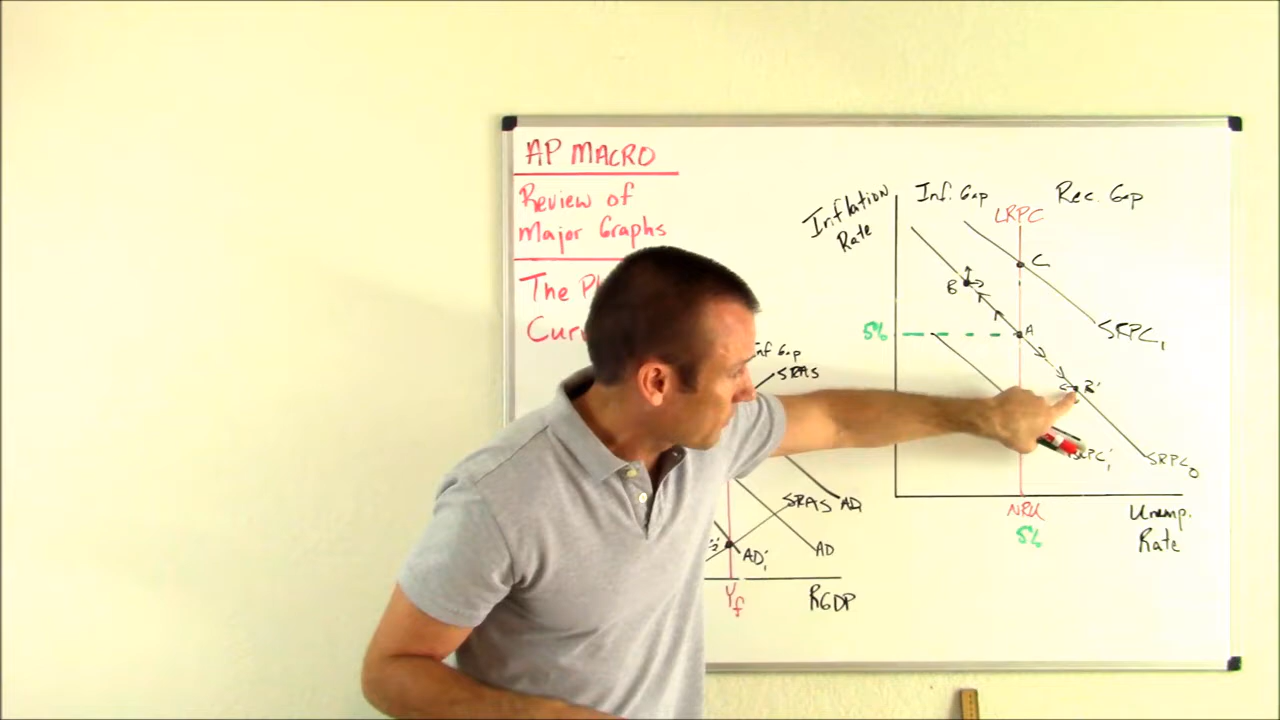 AP MACRO
Review of
Major Graphs
The Ph
Cur
Inf Gap
SRAS
AD
SRAS
AD
AD₁'
Yf
RGDP
Inflation
Rate
Inf. Gap
Rec. Gap
LRPC
C
B
A
5%
SRPC₁
B'
SRPC₀
NRU
5%
Unemp.
Rate